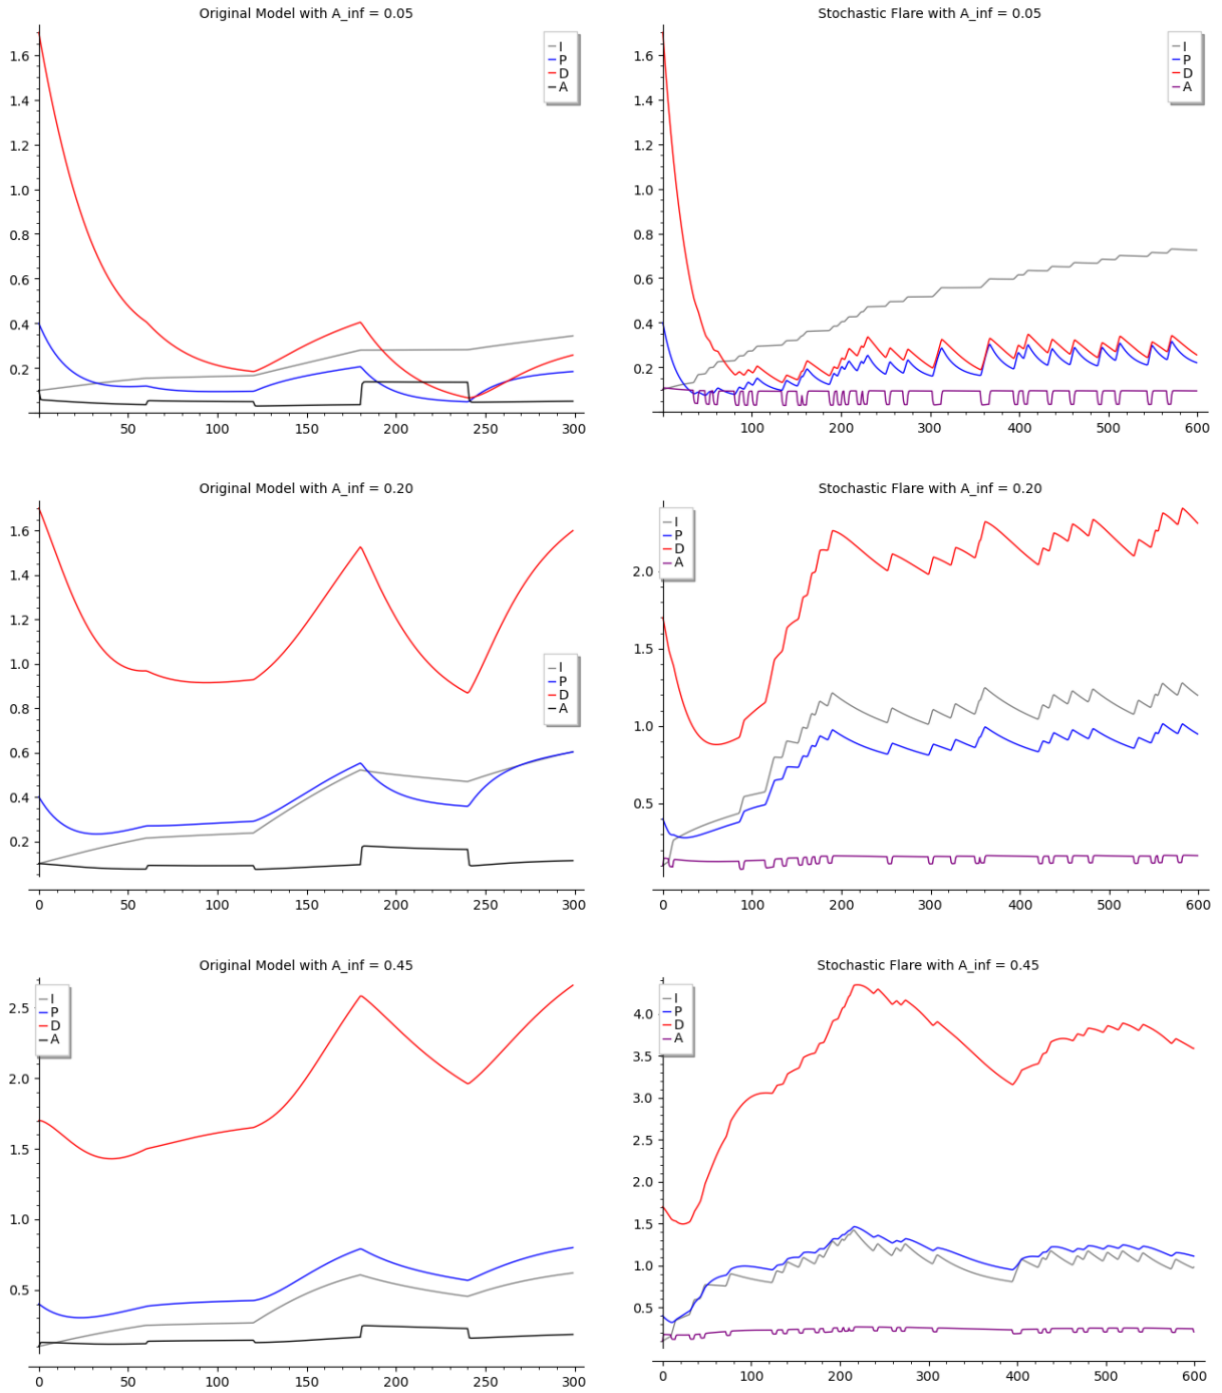 Original Model with A_inf = 0.05
1.6
1.4
1.2
1.0
0.8
0.6
0.4
0.2
50
100
150
200
250
300
I
P
D
A
Stochastic Flare with A_inf = 0.05
1.6
1.4
1.2
1.0
0.8
0.6
0.4
0.2
100
200
300
400
500
600
I
P
D
A
Original Model with A_inf = 0.20
1.6
1.4
1.2
1.0
0.8
0.6
0.4
0.2
0
50
100
150
200
250
300
I
P
D
A
Stochastic Flare with A_inf = 0.20
2.0
1.5
1.0
0.5
0
100
200
300
400
500
600
I
P
D
A
Original Model with A_inf = 0.45
2.5
2.0
1.5
1.0
0.5
0
50
100
150
200
250
300
I
P
D
A
Stochastic Flare with A_inf = 0.45
4.0
3.5
3.0
2.5
2.0
1.5
1.0
0.5
0
100
200
300
400
500
600
I
P
D
A